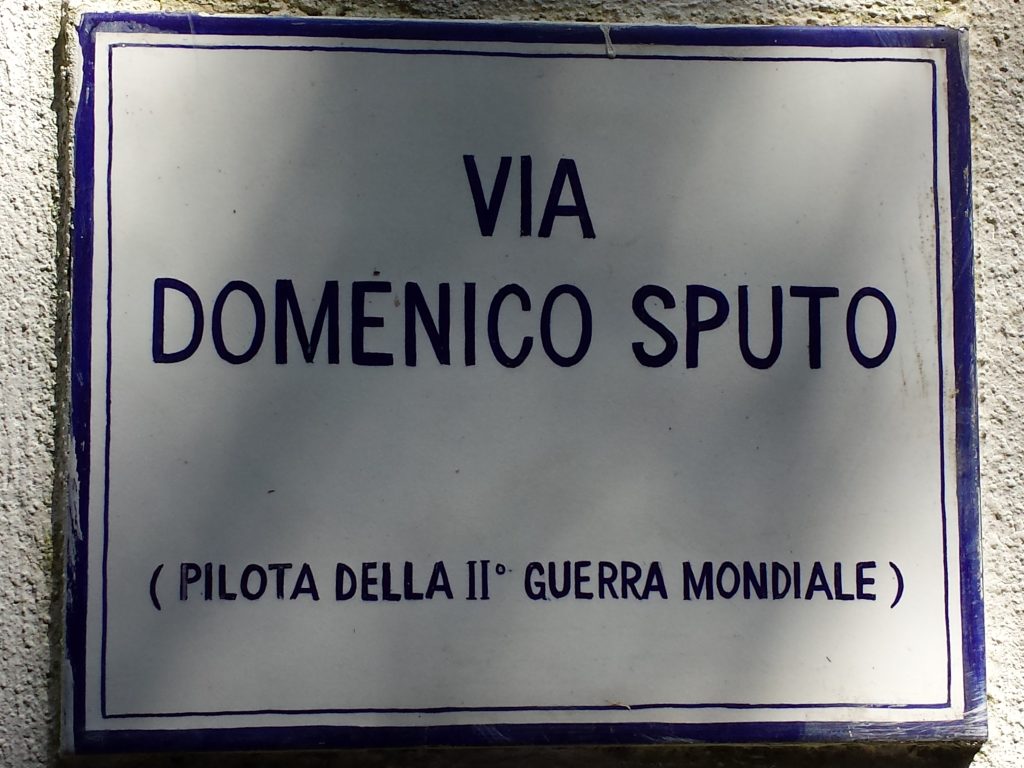 VIA
DOMENICO SPUTO
( PILOTA DELLA II° GUERRA MONDIALE )